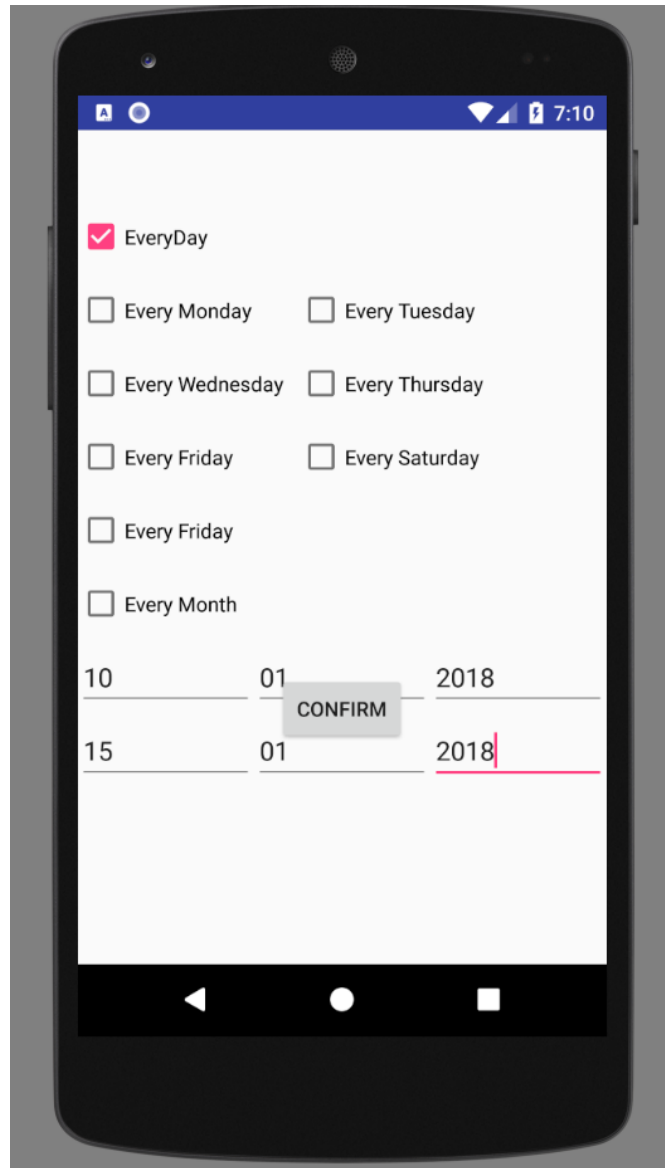 7:10
EveryDay
Every Monday Every Tuesday
Every Wednesday Every Thursday
Every Friday Every Saturday
Every Friday
Every Month
10 01 2018
CONFIRM
15 01 2018